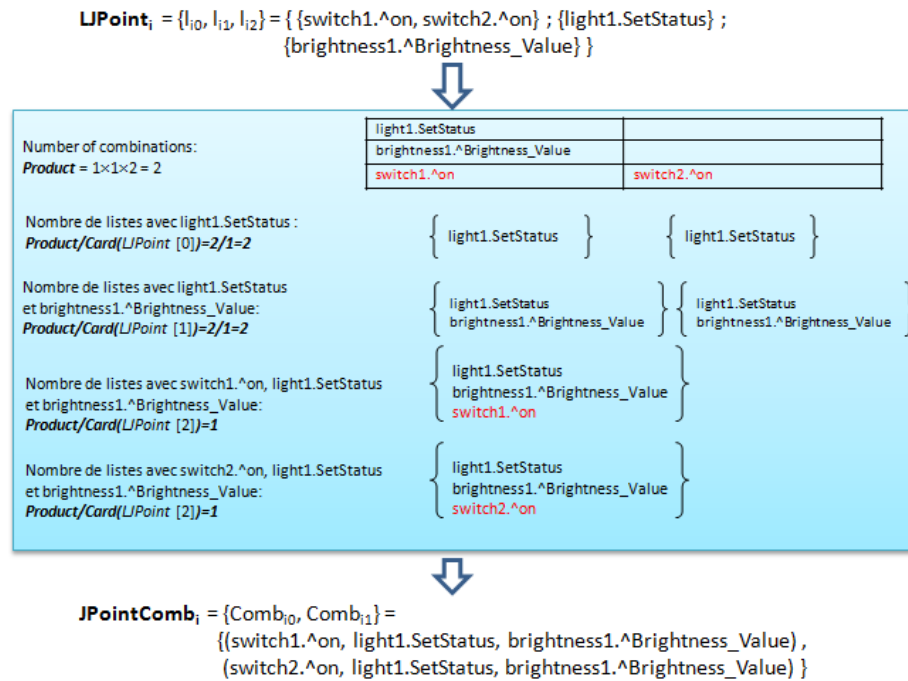 LJPointi = {li0, li1, li2} = { {switch1.^on, switch2.^on} ; {light1.SetStatus} ;
{brightness1.^Brightness_Value} }
Number of combinations:
Product = 1×1×2 = 2
light1.SetStatus
brightness1.^Brightness_Value
switch1.^on switch2.^on
Nombre de listes avec light1.SetStatus :
Product/Card(LJPoint [0])=2/1=2
{ light1.SetStatus } { light1.SetStatus }
Nombre de listes avec light1.SetStatus
et brightness1.^Brightness_Value:
Product/Card(LJPoint [1])=2/1=2
{ light1.SetStatus
brightness1.^Brightness_Value }
{ light1.SetStatus
brightness1.^Brightness_Value }
Nombre de listes avec switch1.^on, light1.SetStatus
et brightness1.^Brightness_Value:
Product/Card(LJPoint [2])=1
{ light1.SetStatus
brightness1.^Brightness_Value
switch1.^on }
Nombre de listes avec switch2.^on, light1.SetStatus
et brightness1.^Brightness_Value:
Product/Card(LJPoint [2])=1
{ light1.SetStatus
brightness1.^Brightness_Value
switch2.^on }
JPointCombi = {Combi0, Combi1} =
{(switch1.^on, light1.SetStatus, brightness1.^Brightness_Value) ,
(switch2.^on, light1.SetStatus, brightness1.^Brightness_Value) }